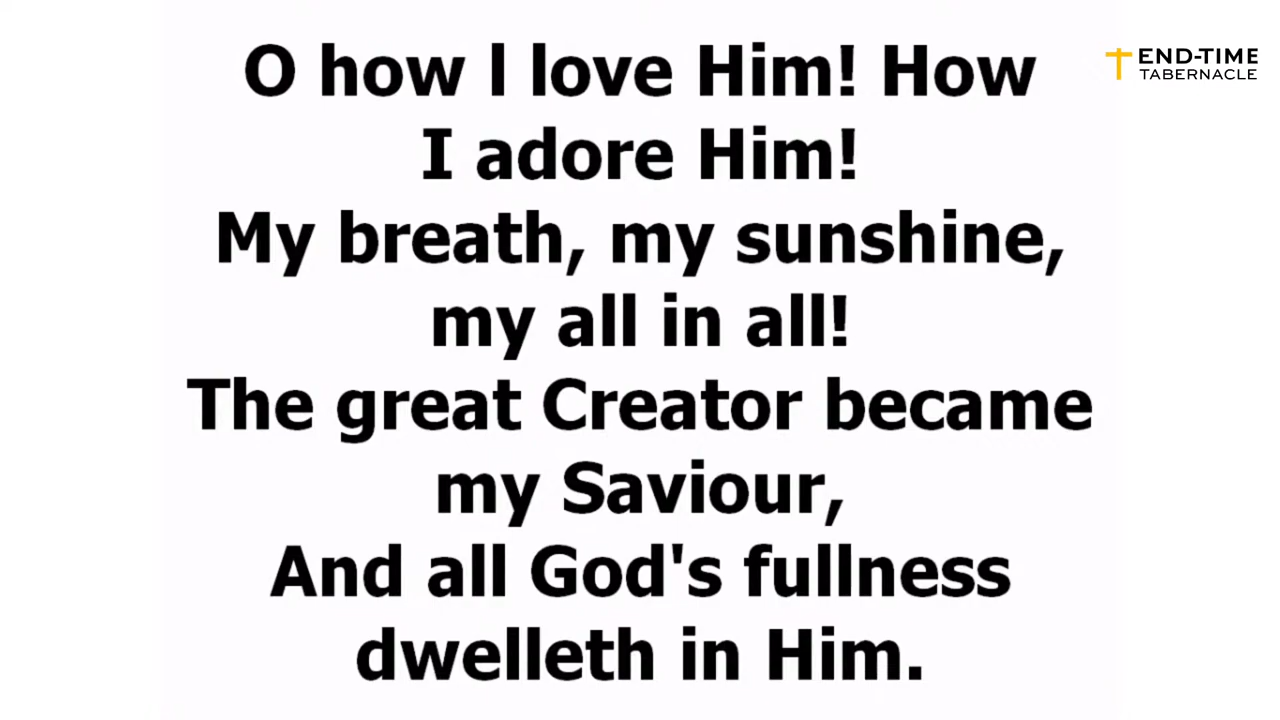 O how l love Him! How
I adore Him!
My breath, my sunshine,
my all in all!
The great Creator became
my Saviour,
And all God's fullness
dwelleth in Him.
END-TIME
TABERNACLE